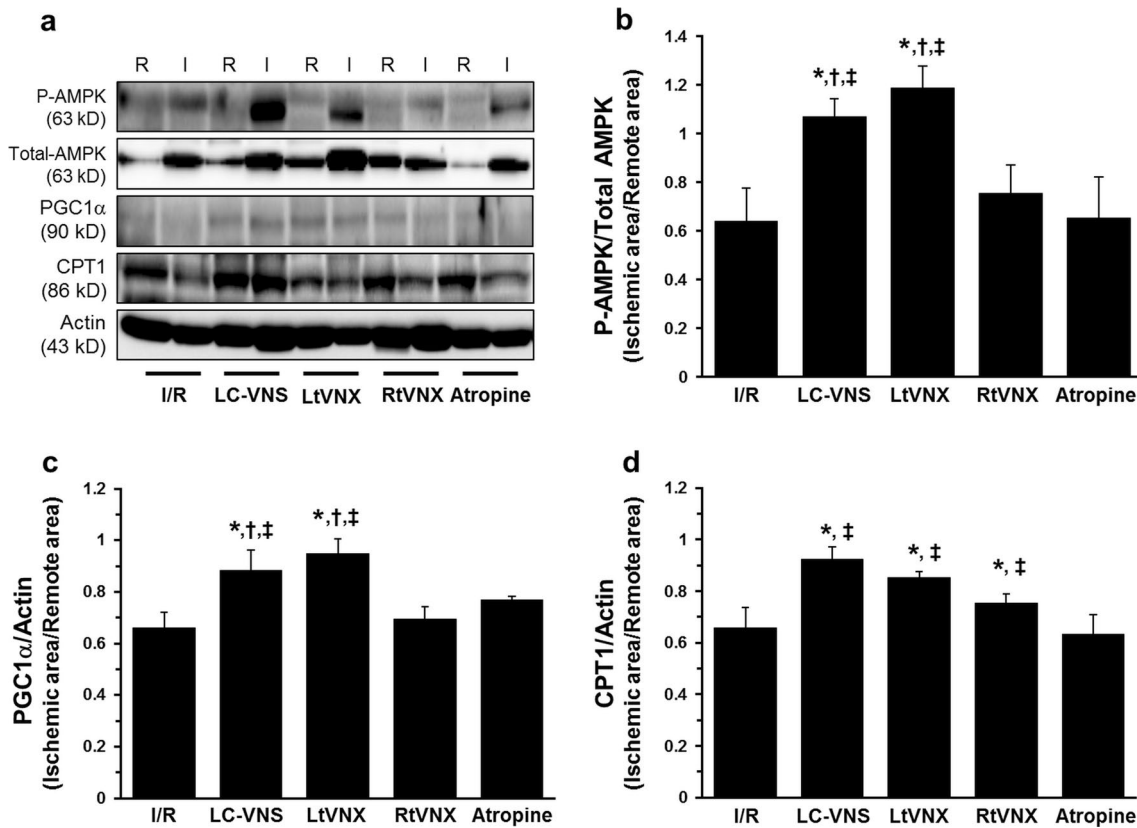 a
R I R I R I R I R I
P-AMPK
(63 kD)
Total-AMPK
(63 kD)
PGC1α
(90 kD)
CPT1
(86 kD)
Actin
(43 kD)
I/R LC-VNS LtVNX RtVNX Atropine
b
P-AMPK/Total AMPK
(Ischemic area/Remote area)
1.4
1.2
1
0.8
0.6
0.4
0.2
0
*,†,‡
*,†,‡
I/R LC-VNS LtVNX RtVNX Atropine
c
PGC1α/Actin
(Ischemic area/Remote area)
1.2
1
0.8
0.6
0.4
0.2
0
*,†,‡
*,†,‡
I/R LC-VNS LtVNX RtVNX Atropine
d
CPT1/Actin
(Ischemic area/Remote area)
1.2
1
0.8
0.6
0.4
0.2
0
*, ‡
*, ‡
*, ‡
I/R LC-VNS LtVNX RtVNX Atropine